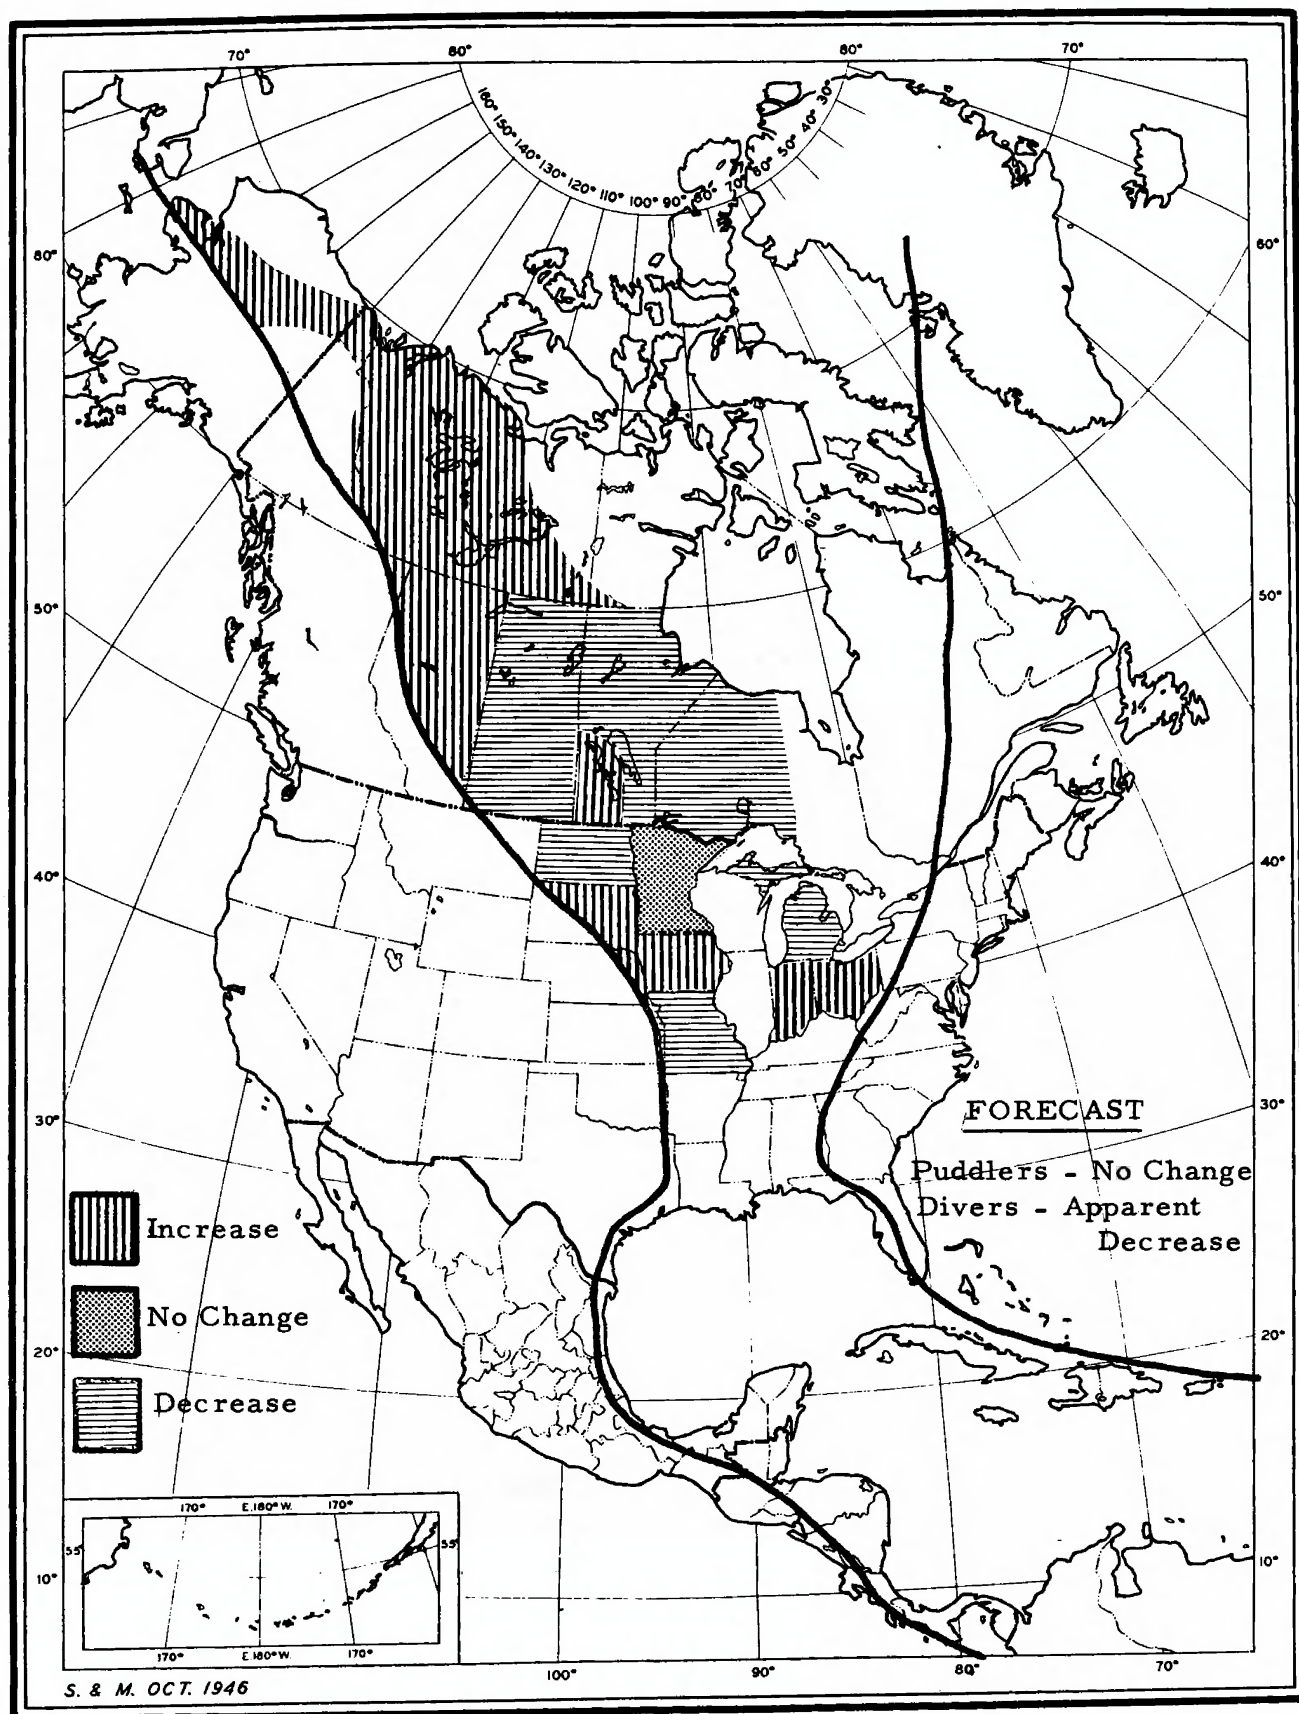 70° 80° 80° 70°
160° 150° 140° 130° 120° 110° 100° 90° 80° 70° 60° 50° 40° 30°
60° 60°
50° 50°
40° 40°
30° 30°
FORECAST
Puddlers - No Change
Divers - Apparent
Decrease
Increase
No Change
Decrease
20° 20°
170° E.180° W. 170°
55 55°
10° 10°
170° E.180° W. 170°
100° 90° 80° 70°
S. & M. OCT. 1946